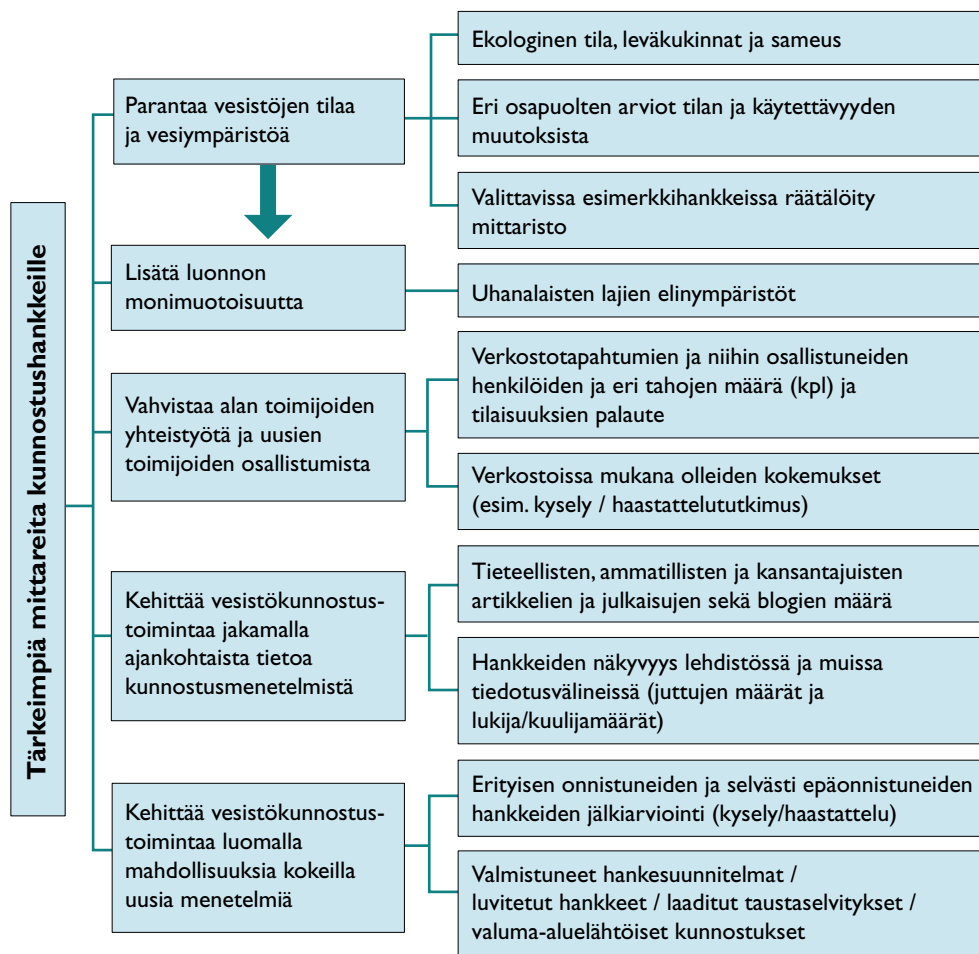 Tärkeimpiä mittareita kunnostushankkeille
Parantaa vesistöjen tilaa
ja vesiympäristöä
Ekologinen tila, leväkukinnat ja sameus
Eri osapuolten arviot tilan ja käytettävyyden
muutoksista
Valittavissa esimerkkihankkeissa räätälöity
mittaristo
Lisätä luonnon
monimuotoisuutta
Uhanalaisten lajien elinympäristöt
Vahvistaa alan toimijoiden
yhteistyötä ja uusien
toimijoiden osallistumista
Verkostotapahtumien ja niihin osallistuneiden
henkilöiden ja eri tahojen määrä (kpl) ja
tilaisuuksien palaute
Verkostoissa mukana olleiden kokemukset
(esim. kysely / haastattelututkimus)
Kehittää vesistökunnostus-
toimintaa jakamalla
ajankohtaista tietoa
kunnostusmenetelmistä
Tieteellisten, ammatillisten ja kansantajuisten
artikkelien ja julkaisujen sekä blogien määrä
Hankkeiden näkyvyys lehdistössä ja muissa
tiedotusvälineissä (juttujen määrät ja
lukija/kuulijamäärät)
Kehittää vesistökunnostus-
toimintaa luomalla
mahdollisuuksia kokeilla
uusia menetelmiä
Erityisen onnistuneiden ja selvästi epäonnistuneiden
hankkeiden jälkiarviointi (kysely/haastattelu)
Valmistuneet hankesuunnitelmat /
luvitetut hankkeet / laaditut taustaselvitykset /
valuma-aluelähtöiset kunnostukset